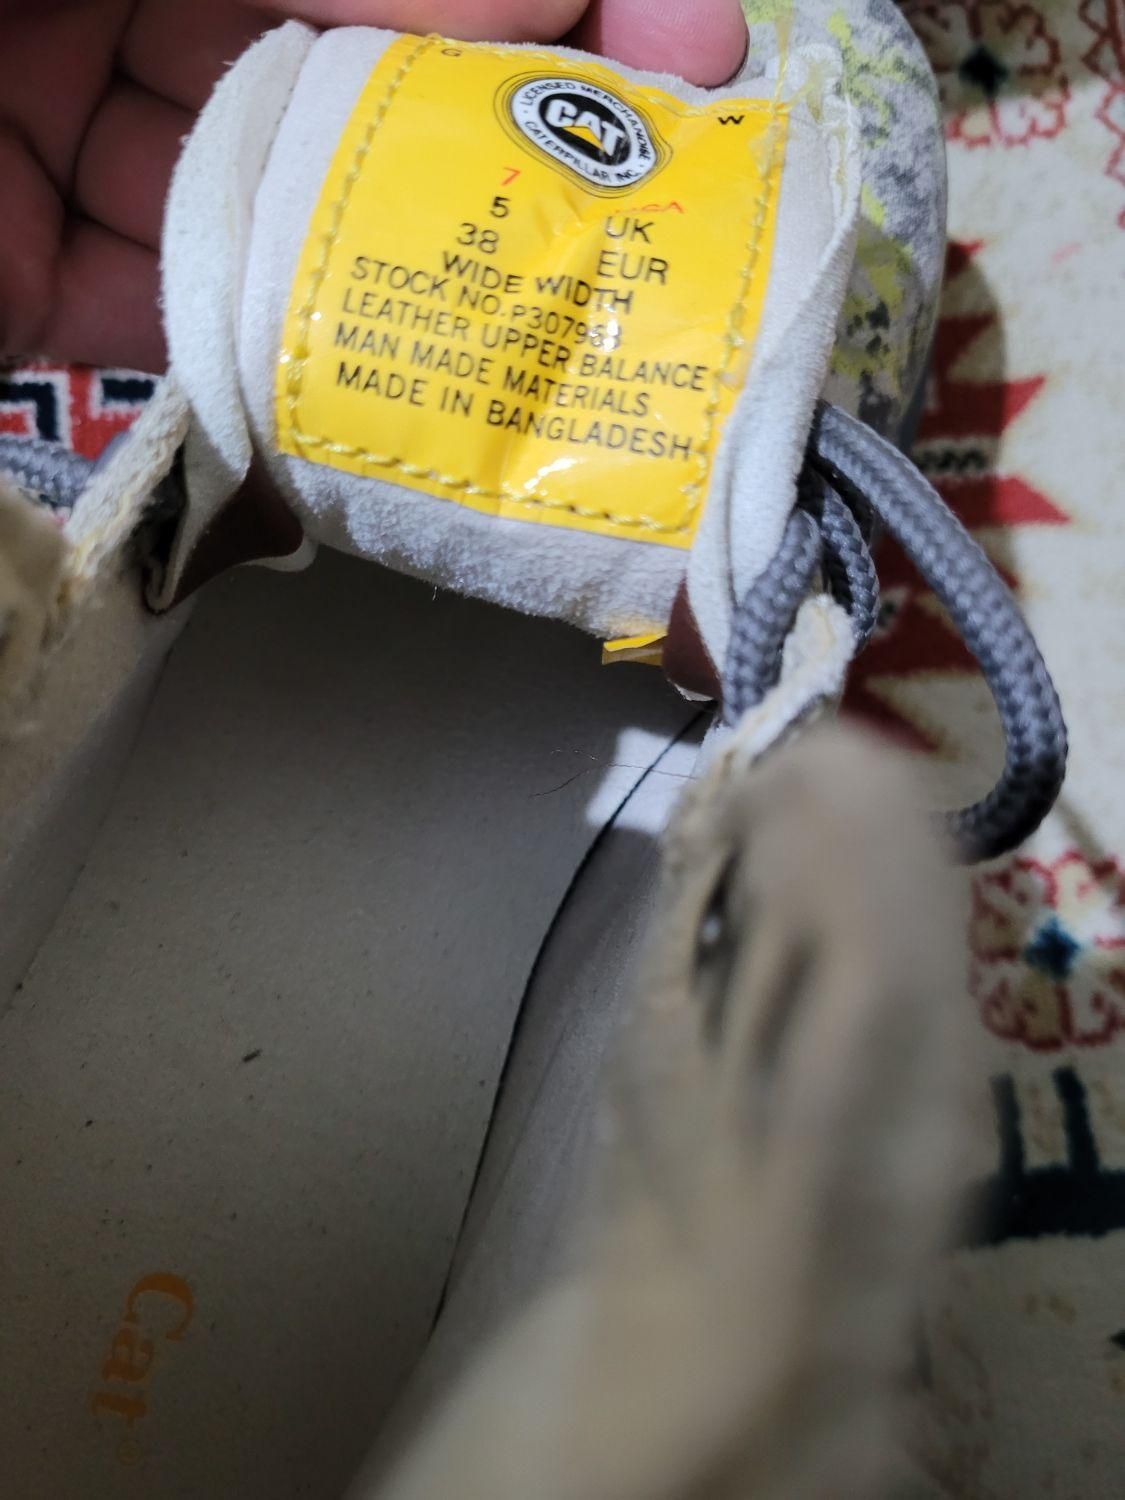 G
LICENSED MERCHANDISE
CAT
CATERPILLAR INC.
W
7
5 UK
38 EUR
WIDE WIDTH
STOCK NO. P307968
LEATHER UPPER BALANCE
MAN MADE MATERIALS
MADE IN BANGLADESH
Cat®